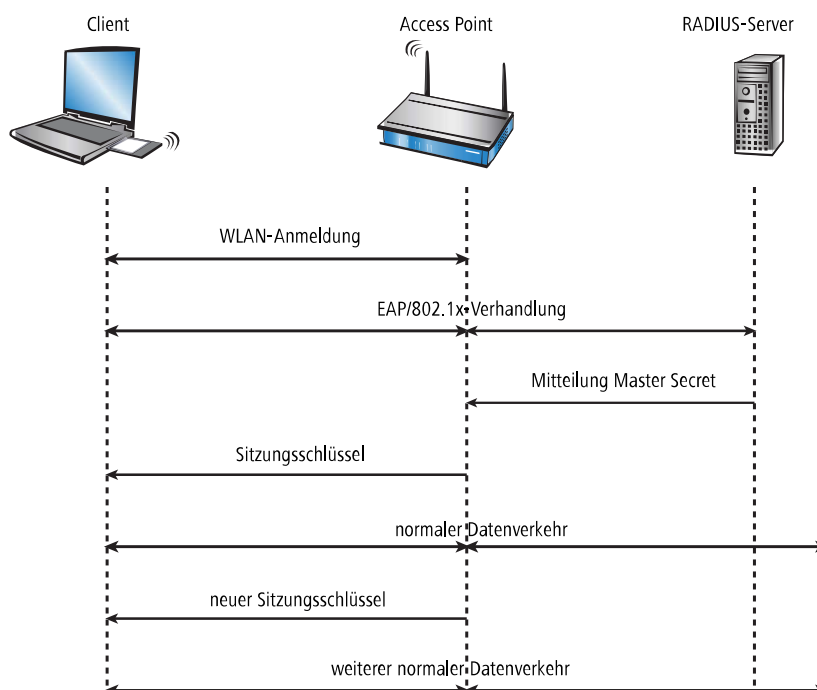 Client
Access Point
RADIUS-Server
WLAN-Anmeldung
EAP/802.1x-Verhandlung
Mitteilung Master Secret
Sitzungsschlüssel
normaler Datenverkehr
neuer Sitzungsschlüssel
weiterer normaler Datenverkehr